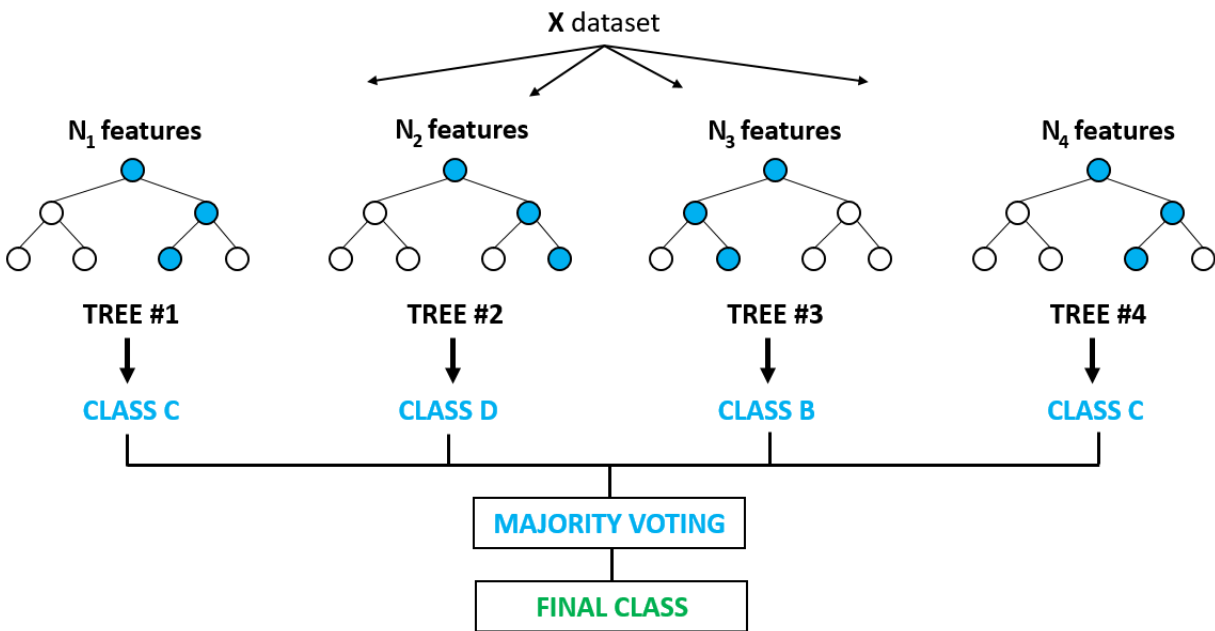 X dataset
N1 features
N2 features
N3 features
N4 features
TREE #1
TREE #2
TREE #3
TREE #4
CLASS C
CLASS D
CLASS B
CLASS C
MAJORITY VOTING
FINAL CLASS